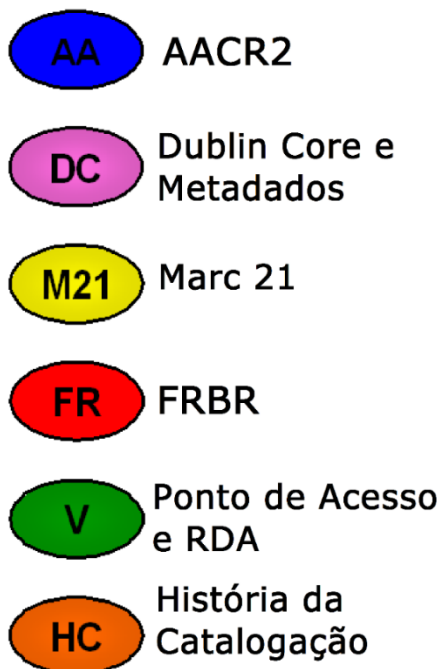 AA AACR2
DC Dublin Core e
Metadados
M21 Marc 21
FR FRBR
V Ponto de Acesso
e RDA
HC História da
Catalogação